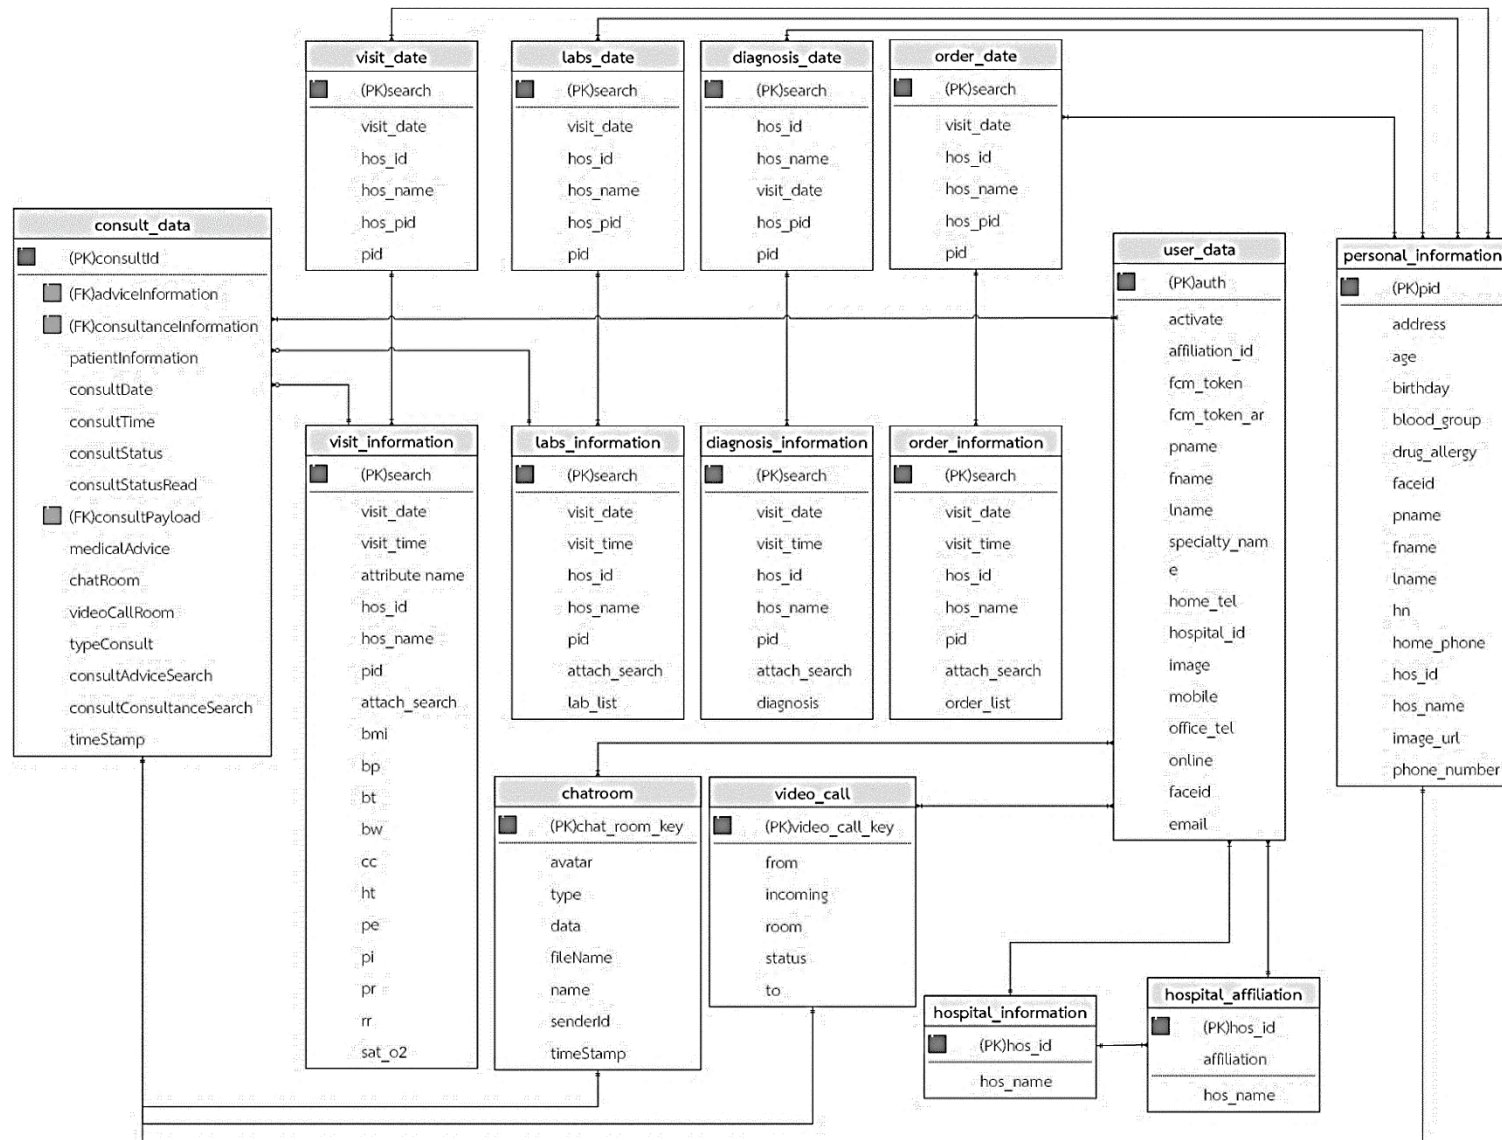 visit_date
(PK)search
visit_date
hos_id
hos_name
hos_pid
pid
labs_date
(PK)search
visit_date
hos_id
hos_name
hos_pid
pid
diagnosis_date
(PK)search
hos_id
hos_name
visit_date
hos_pid
pid
order_date
(PK)search
visit_date
hos_id
hos_name
hos_pid
pid
consult_data
(PK)consultId
(FK)adviceInformation
(FK)consultanceInformation
patientInformation
consultDate
consultTime
consultStatus
consultStatusRead
(FK)consultPayload
medicalAdvice
chatRoom
videoCallRoom
typeConsult
consultAdviceSearch
consultConsultanceSearch
timeStamp
user_data
(PK)auth
activate
affiliation_id
fcm_token
fcm_token_ar
pname
fname
lname
specialty_nam
e
home_tel
hospital_id
image
mobile
office_tel
online
faceid
email
personal_information
(PK)pid
address
age
birthday
blood_group
drug_allergy
faceid
pname
fname
lname
hn
home_phone
hos_id
hos_name
image_url
phone_number
visit_information
(PK)search
visit_date
visit_time
attribute name
hos_id
hos_name
pid
attach_search
bmi
bp
bt
bw
cc
ht
pe
pi
pr
rr
sat_o2
labs_information
(PK)search
visit_date
visit_time
hos_id
hos_name
pid
attach_search
lab_list
diagnosis_information
(PK)search
visit_date
visit_time
hos_id
hos_name
pid
attach_search
diagnosis
order_information
(PK)search
visit_date
visit_time
hos_id
hos_name
pid
attach_search
order_list
chatroom
(PK)chat_room_key
avatar
type
data
fileName
name
senderId
timeStamp
video_call
(PK)video_call_key
from
incoming
room
status
to
hospital_information
(PK)hos_id
hos_name
hospital_affiliation
(PK)hos_id
affiliation
hos_name